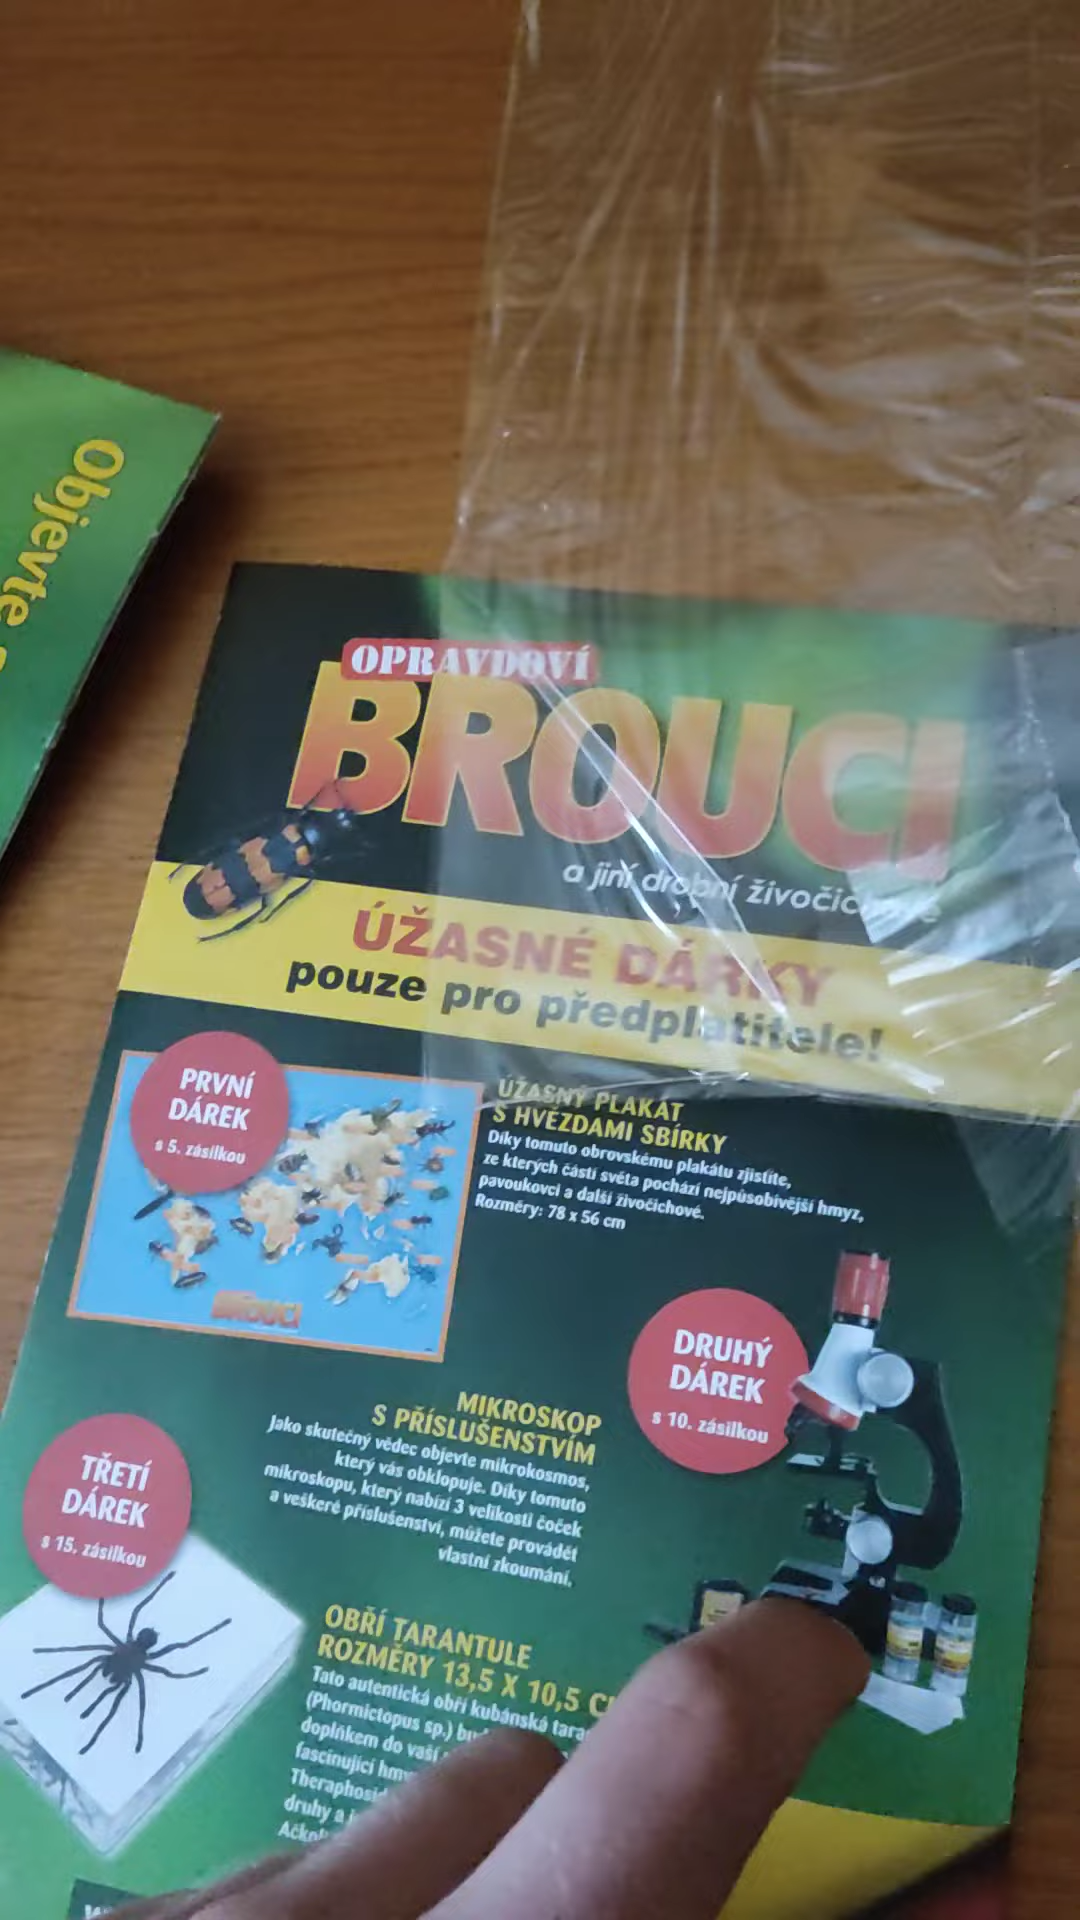 Objevte
OPRAVDOVÍ
BROUCI
a jiní drobní živočichové
ÚŽASNÉ DÁRKY
pouze pro předplatitele!
PRVNÍ
DÁREK
s 5. zásilkou
BROUCI
ÚŽASNÝ PLAKÁT
S HVĚZDAMI SBÍRKY
Díky tomuto obrovskému plakátu zjistíte,
ze kterých částí světa pochází nejpůsobivější hmyz,
pavoukovci a další živočichové.
Rozměry: 78 x 56 cm
DRUHÝ
DÁREK
s 10. zásilkou
MIKROSKOP
S PŘÍSLUŠENSTVÍM
Jako skutečný vědec objevte mikrokosmos,
který vás obklopuje. Díky tomuto
mikroskopu, který nabízí 3 velikosti čoček
a veškeré příslušenství, můžete provádět
vlastní zkoumání.
TŘETÍ
DÁREK
s 15. zásilkou
OBŘÍ TARANTULE
ROZMĚRY 13,5 X 10,5
Tato autentická obří kubánská
(Phormictopus sp.)
doplňkem do vaší
fascinující
druhy a